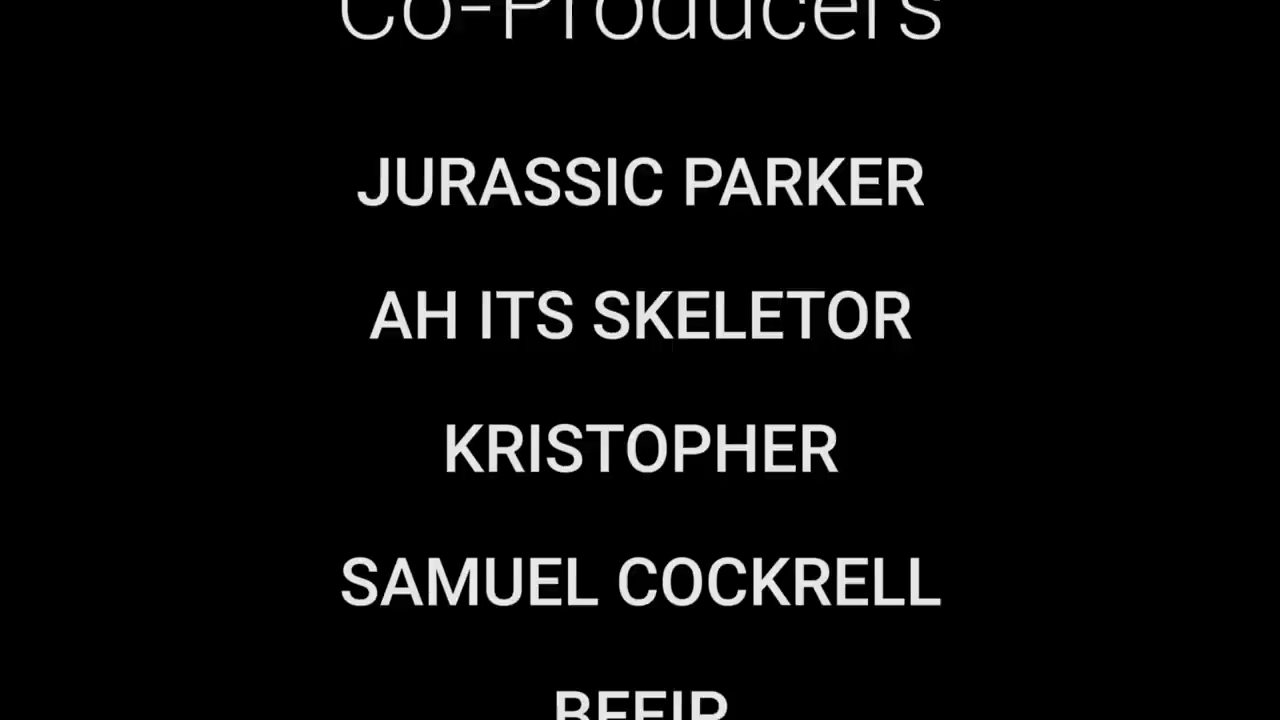 Co-Producers
JURASSIC PARKER
AH ITS SKELETOR
KRISTOPHER
SAMUEL COCKRELL